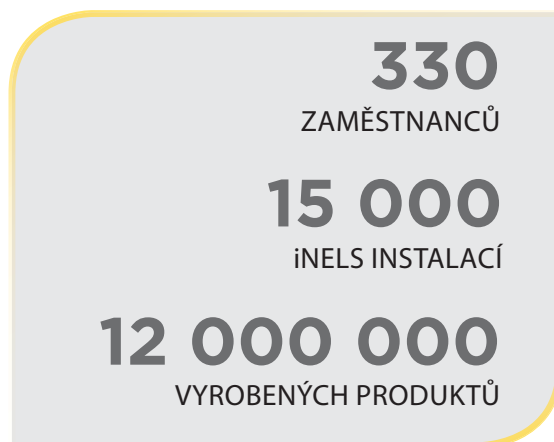 330
ZAMĚSTNANCŮ
15 000
iNELS INSTALACÍ
12 000 000
VYROBENÝCH PRODUKTŮ